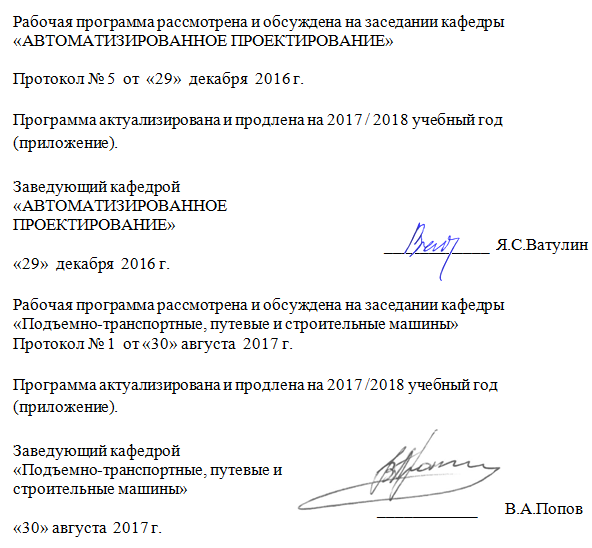 Рабочая программа рассмотрена и обсуждена на заседании кафедры
«АВТОМАТИЗИРОВАННОЕ ПРОЕКТИРОВАНИЕ»
Протокол № 5 от «29» декабря 2016 г.
Программа актуализирована и продлена на 2017 / 2018 учебный год
(приложение).
Заведующий кафедрой
«АВТОМАТИЗИРОВАННОЕ
ПРОЕКТИРОВАНИЕ»
____________ Я.С.Ватулин
«29» декабря 2016 г.
Рабочая программа рассмотрена и обсуждена на заседании кафедры
«Подъемно-транспортные, путевые и строительные машины»
Протокол № 1 от «30» августа 2017 г.
Программа актуализирована и продлена на 2017 /2018 учебный год
(приложение).
Заведующий кафедрой
«Подъемно-транспортные, путевые и
строительные машины»
____________ В.А.Попов
«30» августа 2017 г.